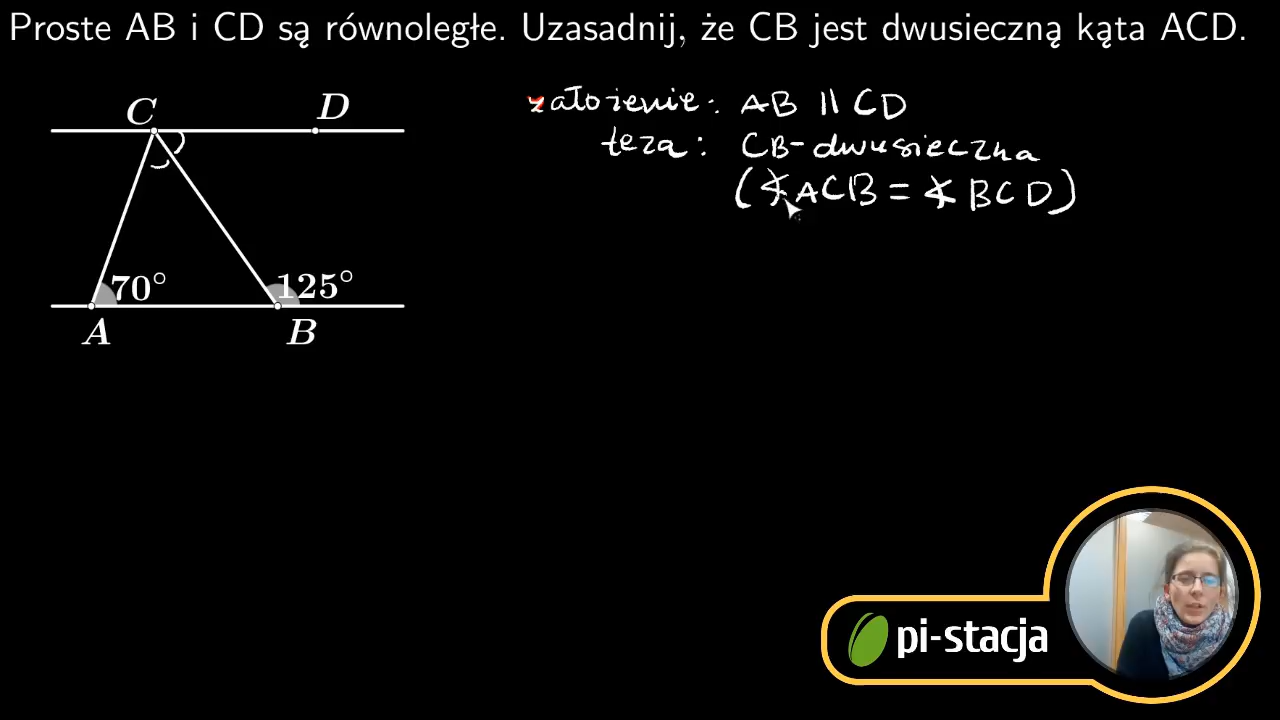 Proste AB i CD są równoległe. Uzasadnij, że CB jest dwusieczną kąta ACD.
założenie: AB || CD
teza: CB - dwusieczna
(∢ACB = ∢BCD)
C D
70° 125°
A B
pi-stacja